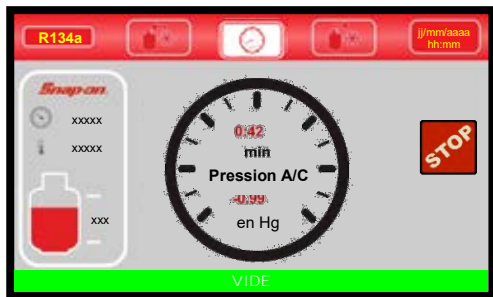 R134a
jj/mm/aaaa
hh:mm
Snap-on
xxxxx
xxxxx
xxx
0:42
min
Pression A/C
-0.99
en Hg
STOP
VIDE